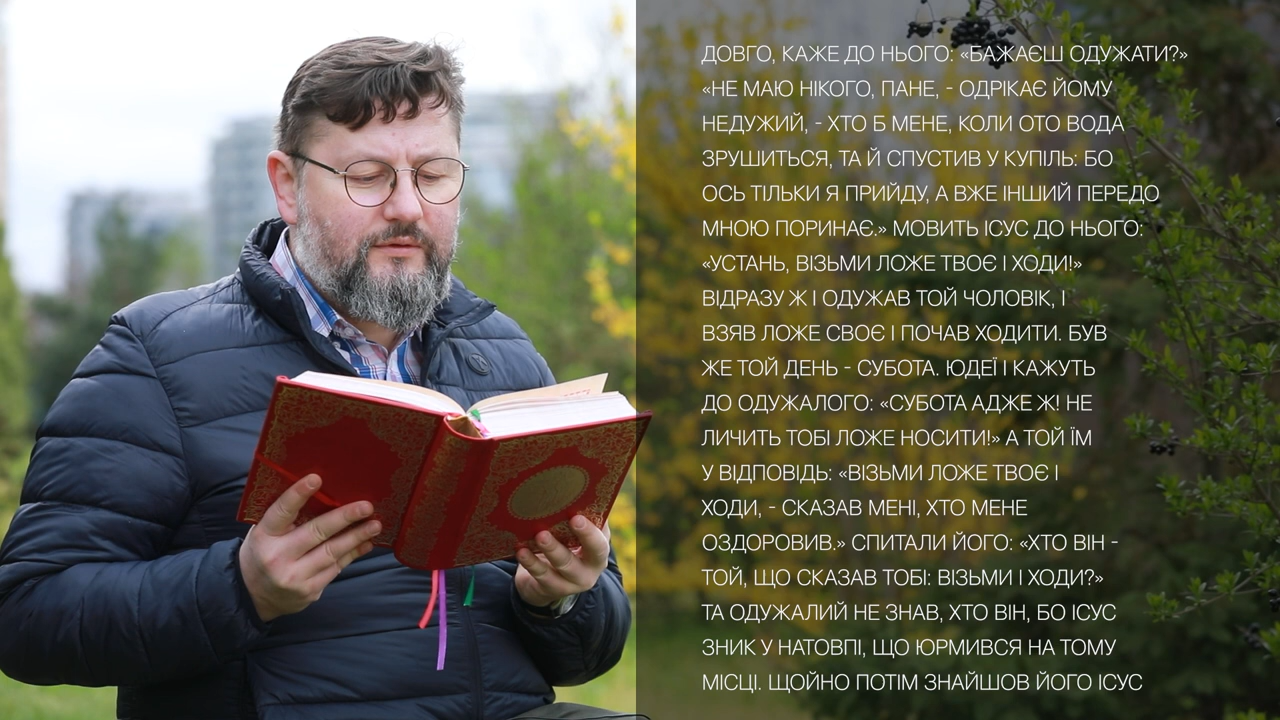 ДОВГО, КАЖЕ ДО НЬОГО: «БАЖАЄШ ОДУЖАТИ?»
«НЕ МАЮ НІКОГО, ПАНЕ, - ОДРІКАЄ ЙОМУ
НЕДУЖИЙ, - ХТО Б МЕНЕ, КОЛИ ОТО ВОДА
ЗРУШИТЬСЯ, ТА Й СПУСТИВ У КУПІЛЬ: БО
ОСЬ ТІЛЬКИ Я ПРИЙДУ, А ВЖЕ ІНШИЙ ПЕРЕДО
МНОЮ ПОРИНАЄ.» МОВИТЬ ІСУС ДО НЬОГО:
«УСТАНЬ, ВІЗЬМИ ЛОЖЕ ТВОЄ І ХОДИ!»
ВІДРАЗУ Ж І ОДУЖАВ ТОЙ ЧОЛОВІК, І
ВЗЯВ ЛОЖЕ СВОЄ І ПОЧАВ ХОДИТИ. БУВ
ЖЕ ТОЙ ДЕНЬ - СУБОТА. ЮДЕЇ І КАЖУТЬ
ДО ОДУЖАЛОГО: «СУБОТА АДЖЕ Ж! НЕ
ЛИЧИТЬ ТОБІ ЛОЖЕ НОСИТИ!» А ТОЙ ЇМ
У ВІДПОВІДЬ: «ВІЗЬМИ ЛОЖЕ ТВОЄ І
ХОДИ, - СКАЗАВ МЕНІ, ХТО МЕНЕ
ОЗДОРОВИВ.» СПИТАЛИ ЙОГО: «ХТО ВІН -
ТОЙ, ЩО СКАЗАВ ТОБІ: ВІЗЬМИ І ХОДИ?»
ТА ОДУЖАЛИЙ НЕ ЗНАВ, ХТО ВІН, БО ІСУС
ЗНИК У НАТОВПІ, ЩО ЮРМИВСЯ НА ТОМУ
МІСЦІ. ЩОЙНО ПОТІМ ЗНАЙШОВ ЙОГО ІСУС